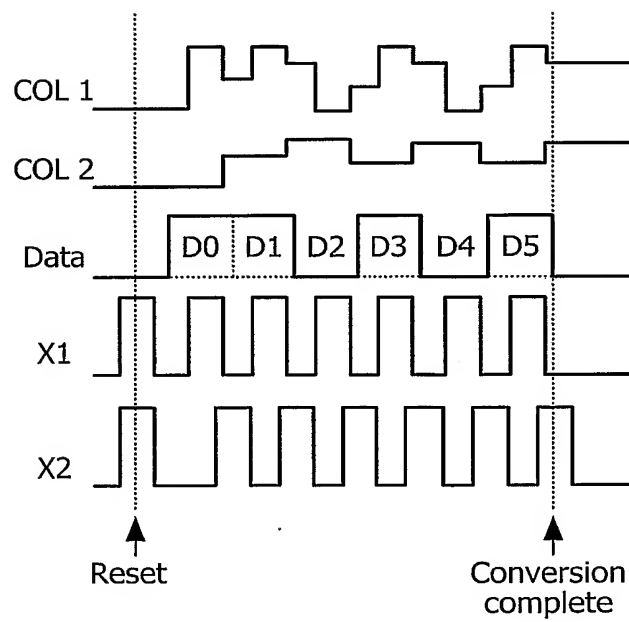 COL 1
COL 2
Data
D0 D1 D2 D3 D4 D5
X1
X2
Reset
Conversion
complete